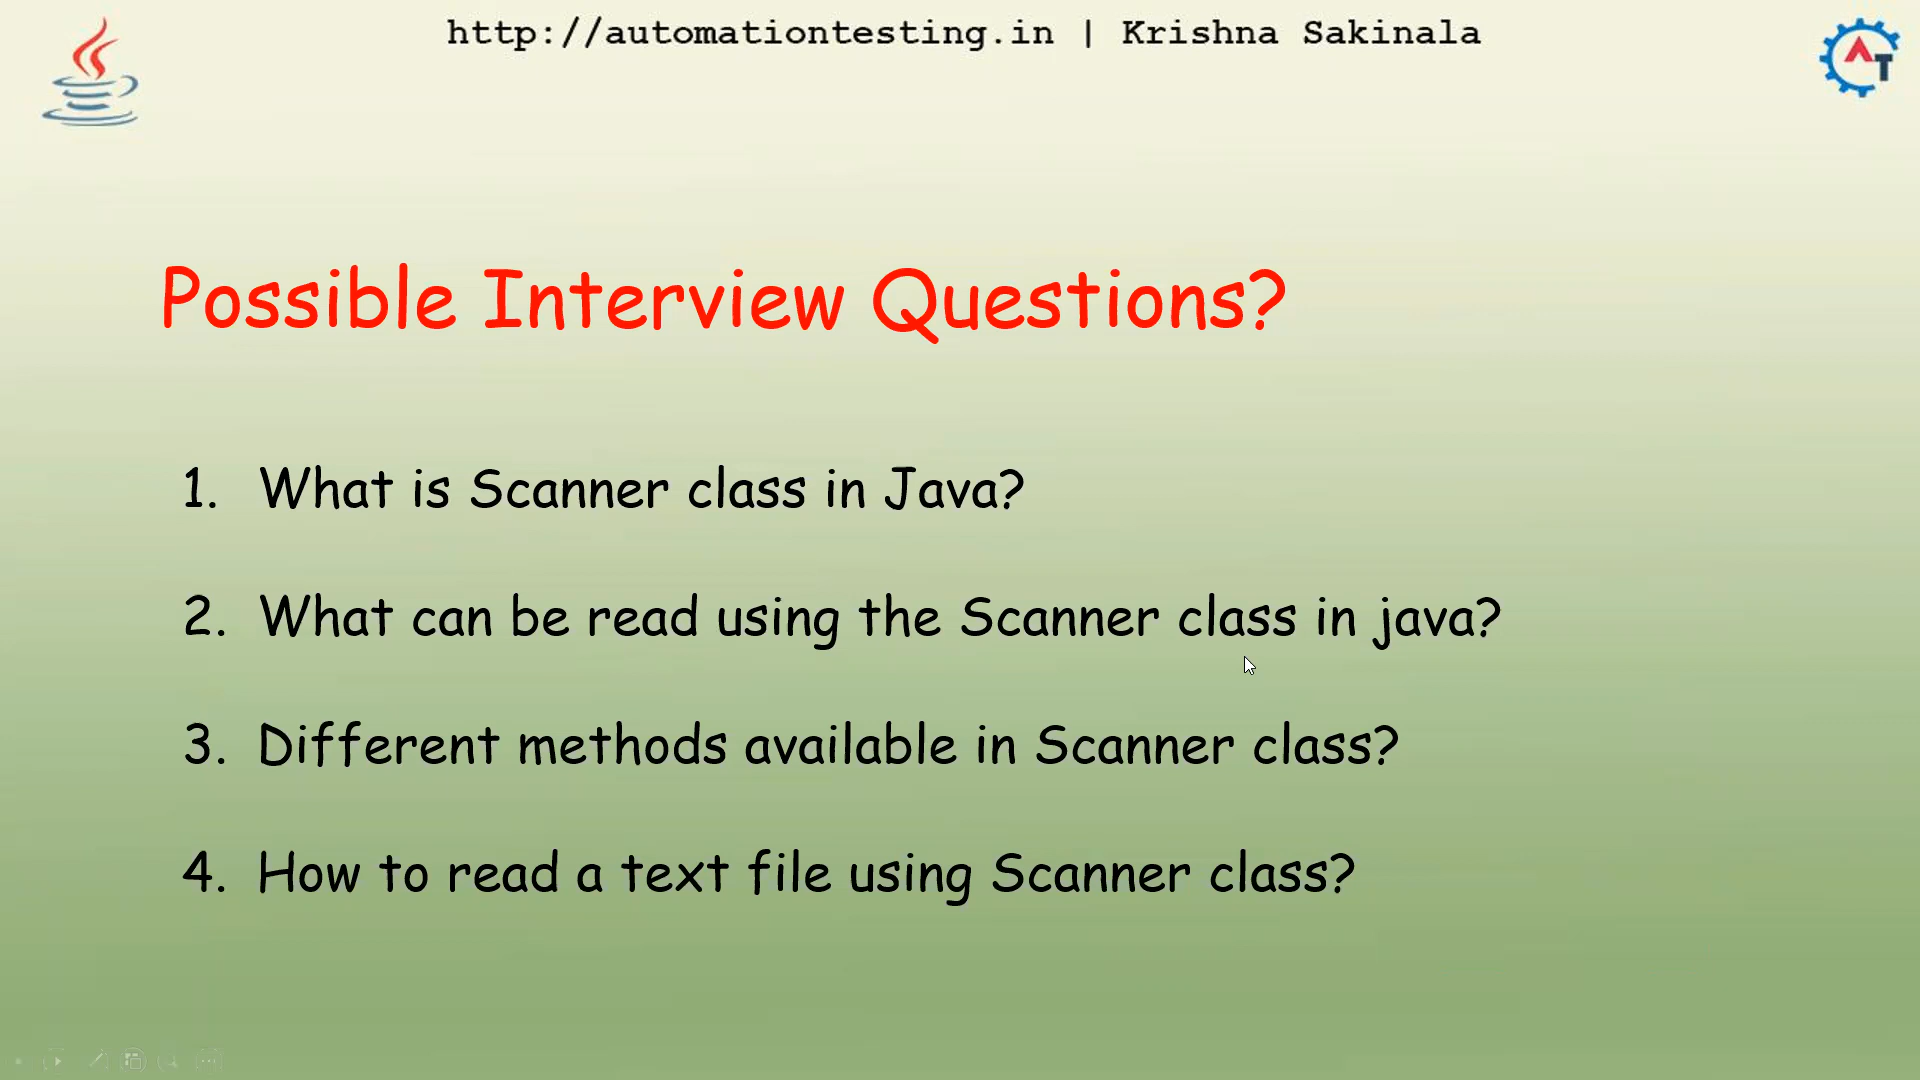 http://automationtesting.in | Krishna Sakinala
AT
Possible Interview Questions?
1. What is Scanner class in Java?
2. What can be read using the Scanner class in java?
3. Different methods available in Scanner class?
4. How to read a text file using Scanner class?